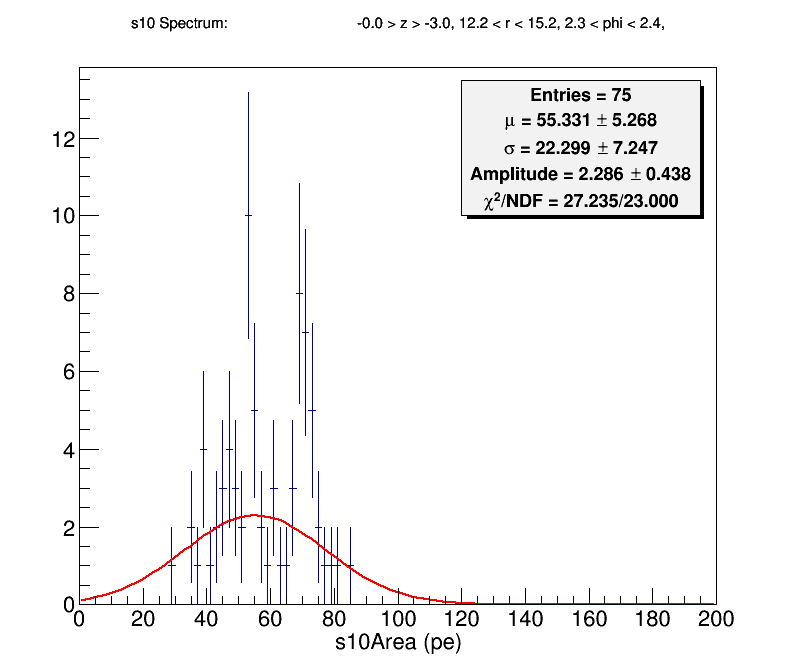 s10 Spectrum: -0.0 > z > -3.0, 12.2 < r < 15.2, 2.3 < phi < 2.4,
Entries = 75
μ = 55.331 ± 5.268
σ = 22.299 ± 7.247
Amplitude = 2.286 ± 0.438
χ²/NDF = 27.235/23.000
12
10
8
6
4
2
0
0 20 40 60 80 100 120 140 160 180 200
s10Area (pe)